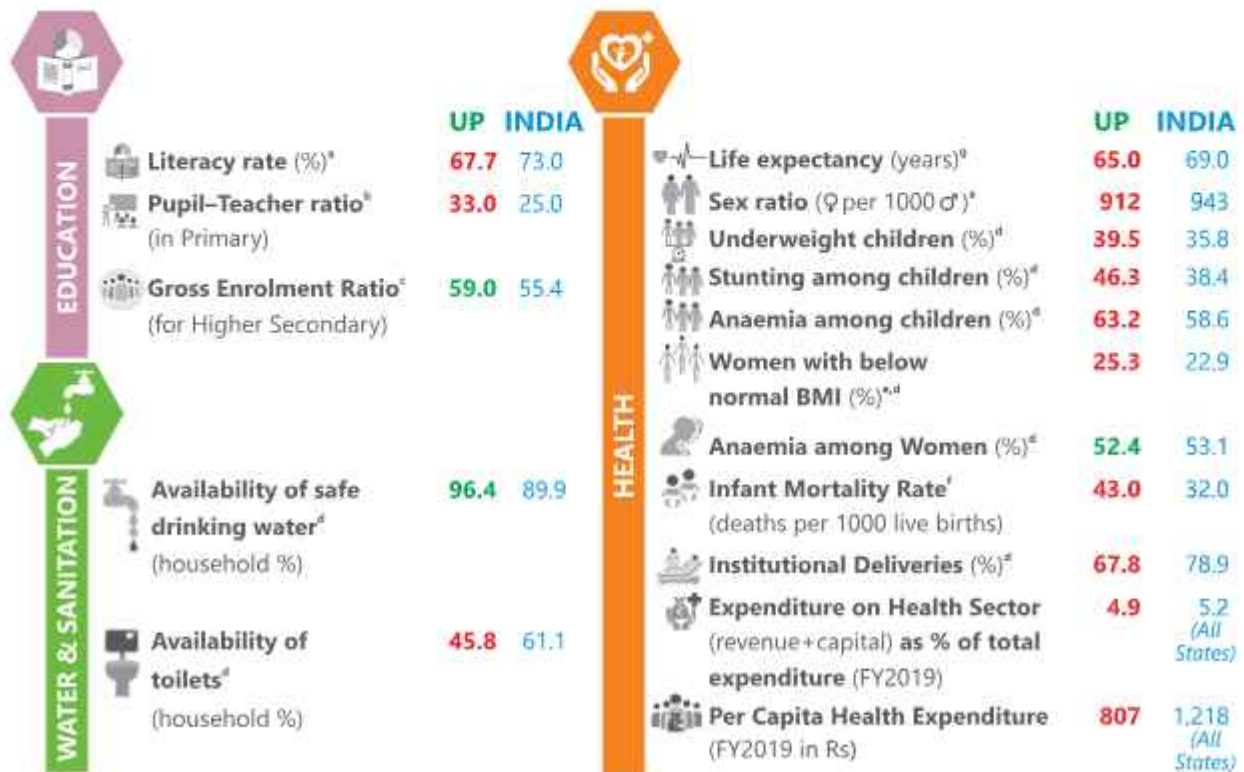 EDUCATION
UP INDIA
Literacy rate (%)ᵃ 67.7 73.0
Pupil–Teacher ratioᵇ 33.0 25.0
(in Primary)
Gross Enrolment Ratioᶜ 59.0 55.4
(for Higher Secondary)
WATER & SANITATION
Availability of safe 96.4 89.9
drinking waterᵈ
(household %)
Availability of 45.8 61.1
toiletsᵈ
(household %)
HEALTH
UP INDIA
Life expectancy (years)ᵍ 65.0 69.0
Sex ratio (♀ per 1000 ♂)ᵃ 912 943
Underweight children (%)ᵈ 39.5 35.8
Stunting among children (%)ᵈ 46.3 38.4
Anaemia among children (%)ᵈ 63.2 58.6
Women with below 25.3 22.9
normal BMI (%)ᵈ
Anaemia among Women (%)ᵈ 52.4 53.1
Infant Mortality Rateᶠ 43.0 32.0
(deaths per 1000 live births)
Institutional Deliveries (%)ᵈ 67.8 78.9
Expenditure on Health Sector 4.9 5.2
(revenue+capital) as % of total (All
expenditure (FY2019) States)
Per Capita Health Expenditure 807 1,218
(FY2019 in Rs) (All
States)